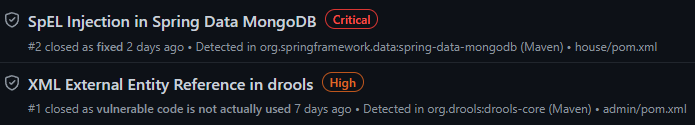 SpEL Injection in Spring Data MongoDB Critical
#2 closed as fixed 2 days ago • Detected in org.springframework.data:spring-data-mongodb (Maven) • house/pom.xml
XML External Entity Reference in drools High
#1 closed as vulnerable code is not actually used 7 days ago • Detected in org.drools:drools-core (Maven) • admin/pom.xml